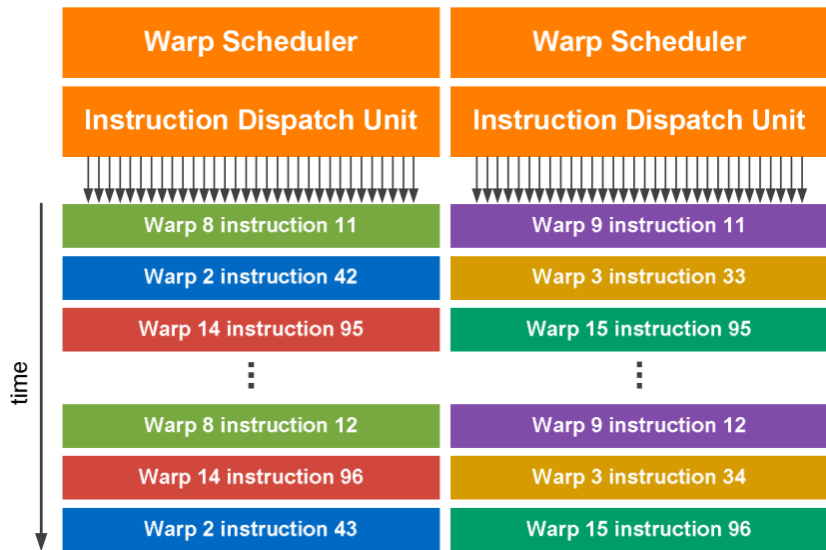 Warp Scheduler
Instruction Dispatch Unit
Warp 8 instruction 11
Warp 2 instruction 42
Warp 14 instruction 95
Warp 8 instruction 12
Warp 14 instruction 96
Warp 2 instruction 43
Warp Scheduler
Instruction Dispatch Unit
Warp 9 instruction 11
Warp 3 instruction 33
Warp 15 instruction 95
Warp 9 instruction 12
Warp 3 instruction 34
Warp 15 instruction 96
time